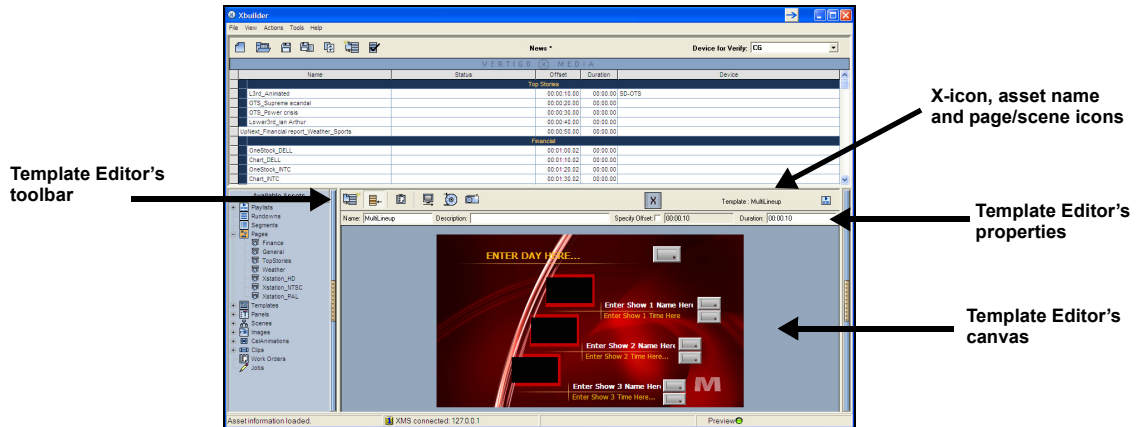 Xbuilder
File View Actions Tools Help
News * Device for Verify: CG
VERTIGO X MEDIA
Name Status Offset Duration Device
Top Stories
L3rd_Animated 00:00:10.00 00:00.00 SD-OTS
OTS_Supreme scandal 00:00:20.00 00:00.00
OTS_Power crisis 00:00:30.00 00:00.00
Lower3rd_Ian Arthur 00:00:40.00 00:00.00
UpNext_Financial report_Weather_Sports 00:00:50.00 00:00.00
Financial
OneStock_DELL 00:01:00.02 00:00.00
Chart_DELL 00:01:10.02 00:00.00
OneStock_INTC 00:01:20.02 00:00.00
Chart_INTC 00:01:30.02 00:00.00
X-icon, asset name
and page/scene icons
Template Editor's
toolbar
Available Assets
Playlists
Rundowns
Segments
Pages
Finance
General
TopStories
Weather
Xstation_HD
Xstation_NTSC
Xstation_PAL
Templates
Panels
Scenes
Images
CelAnimations
Clips
Work Orders
Jobs
X Template : MultiLineup
Name: MultiLineup Description: Specify Offset: 00:00.10 Duration: 00:00.10
Template Editor's
properties
ENTER DAY HERE...
Enter Show 1 Name Here
Enter Show 1 Time Here
Enter Show 2 Name Here
Enter Show 2 Time Here...
Enter Show 3 Name Here
Enter Show 3 Time Here...
M
Template Editor's
canvas
Asset information loaded. XMS connected: 127.0.0.1 Preview